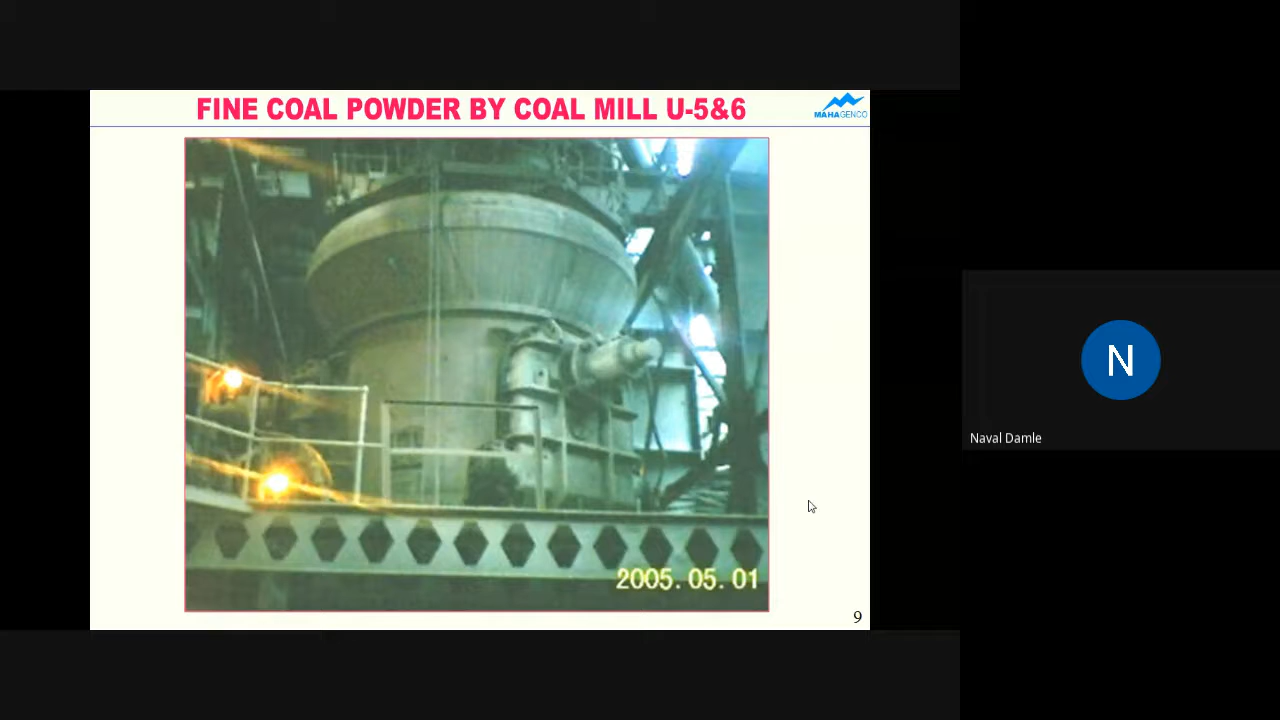 FINE COAL POWDER BY COAL MILL U-5&6
MAHAGENCO
2005.05.01
9
N
Naval Damle